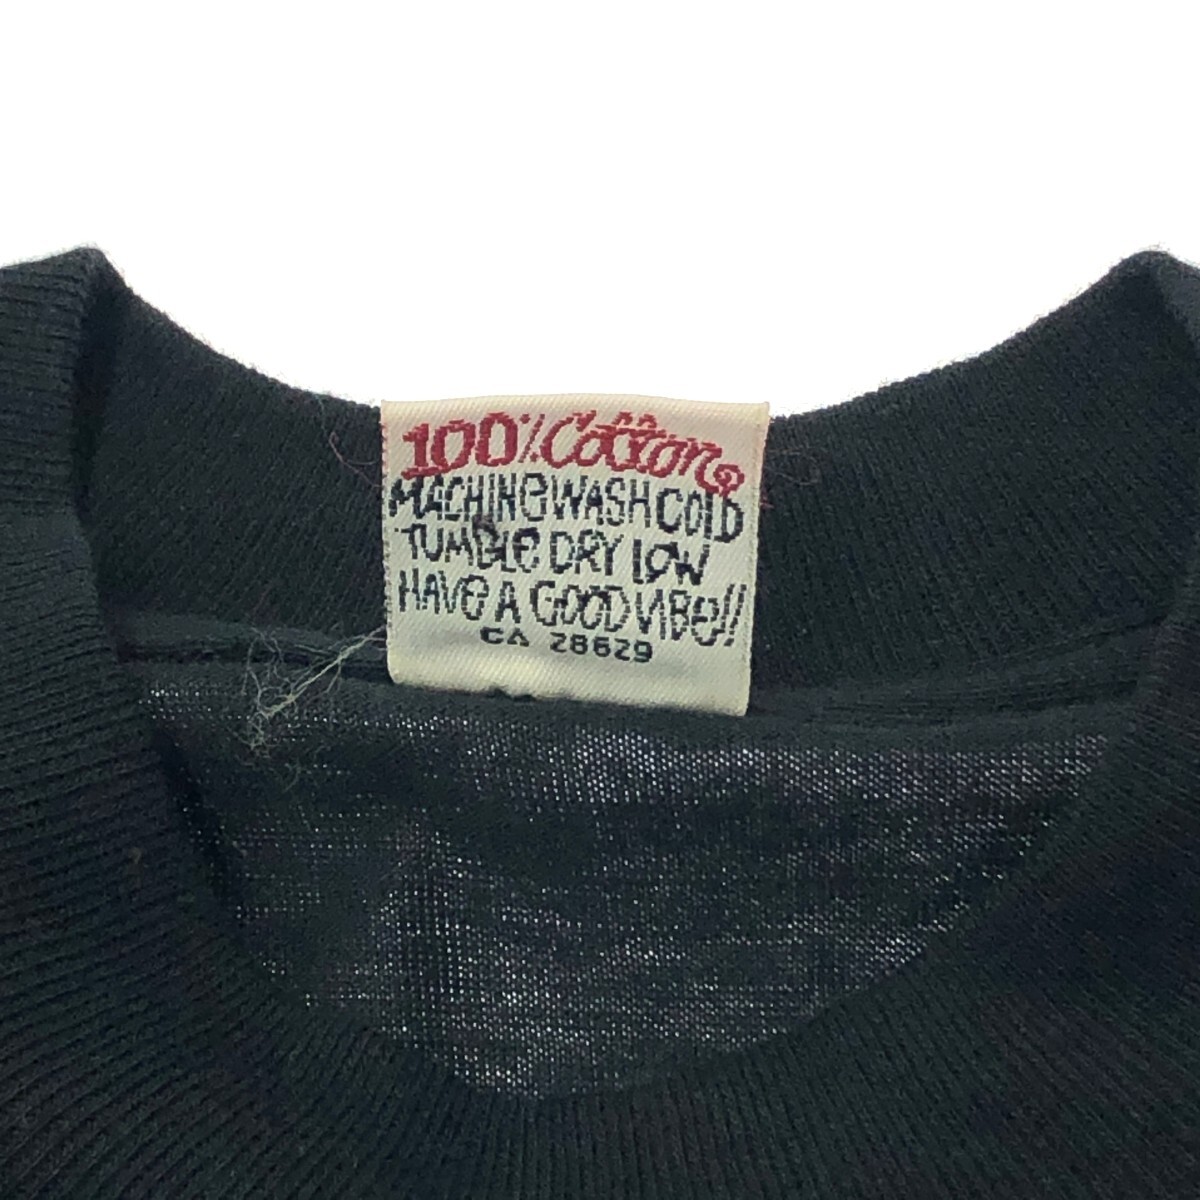 100% Cotton
MACHINE WASH COLD
TUMBLE DRY LOW
HAVE A GOOD VIBE!!
CA 28629